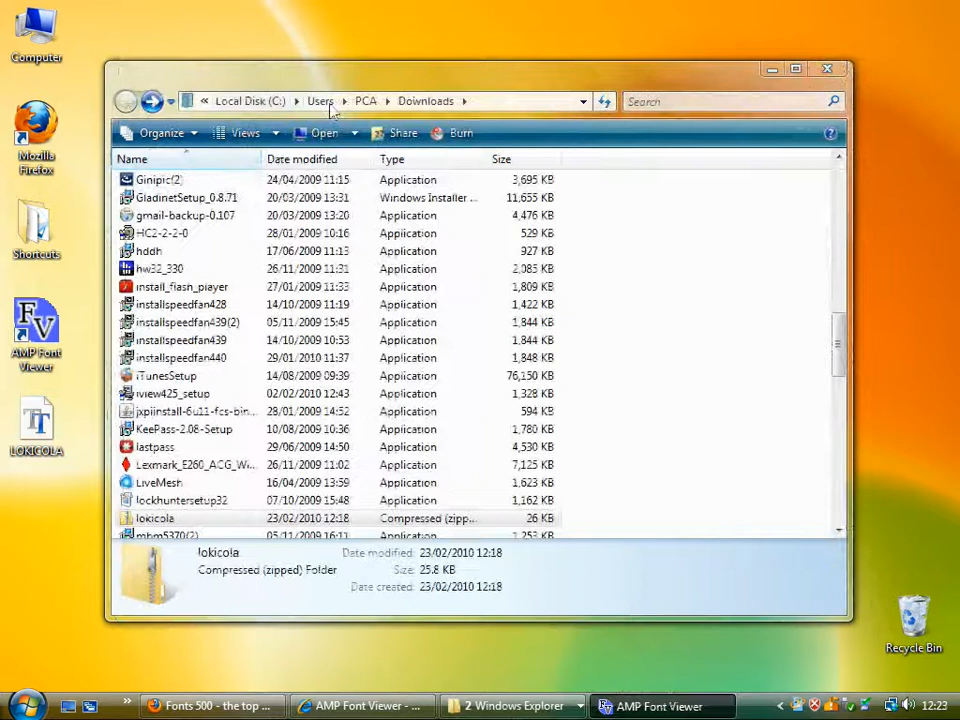 Computer
Mozilla
Firefox
Shortcuts
AMP Font
Viewer
LOKICOLA
« Local Disk (C:) Users PCA Downloads
Search
Organize Views Open Share Burn
Name Date modified Type Size
Ginipic(2) 24/04/2009 11:15 Application 3,695 KB
GladinetSetup_0.8.71 20/03/2009 13:31 Windows Installer ... 11,655 KB
gmail-backup-0.107 20/03/2009 13:20 Application 4,476 KB
HC2-2-2-0 28/01/2009 10:16 Application 529 KB
hddh 17/06/2009 11:13 Application 927 KB
hw32_330 26/11/2009 11:31 Application 2,085 KB
install_flash_player 27/01/2009 11:33 Application 1,809 KB
installspeedfan428 14/10/2009 11:19 Application 1,422 KB
installspeedfan439(2) 05/11/2009 15:45 Application 1,844 KB
installspeedfan439 14/10/2009 10:53 Application 1,844 KB
installspeedfan440 29/01/2010 11:37 Application 1,848 KB
iTunesSetup 14/08/2009 09:39 Application 76,150 KB
iview425_setup 02/02/2010 12:43 Application 1,328 KB
jxpiinstall-6u11-fcs-bin... 28/01/2009 14:52 Application 594 KB
KeePass-2.08-Setup 10/08/2009 10:36 Application 1,780 KB
lastpass 29/06/2009 14:50 Application 4,530 KB
Lexmark_E260_ACG_Wi... 26/11/2009 11:02 Application 7,125 KB
LiveMesh 16/04/2009 13:59 Application 1,623 KB
lockhuntersetup32 07/10/2009 15:48 Application 1,162 KB
lokicola 23/02/2010 12:18 Compressed (zipp... 26 KB
mbm5370(2) 05/11/2009 16:11 Application 1,253 KB
lokicola Date modified: 23/02/2010 12:18
Compressed (zipped) Folder Size: 25.8 KB
Date created: 23/02/2010 12:18
Recycle Bin
Fonts 500 - the top ... AMP Font Viewer - ... 2 Windows Explorer AMP Font Viewer 12:23